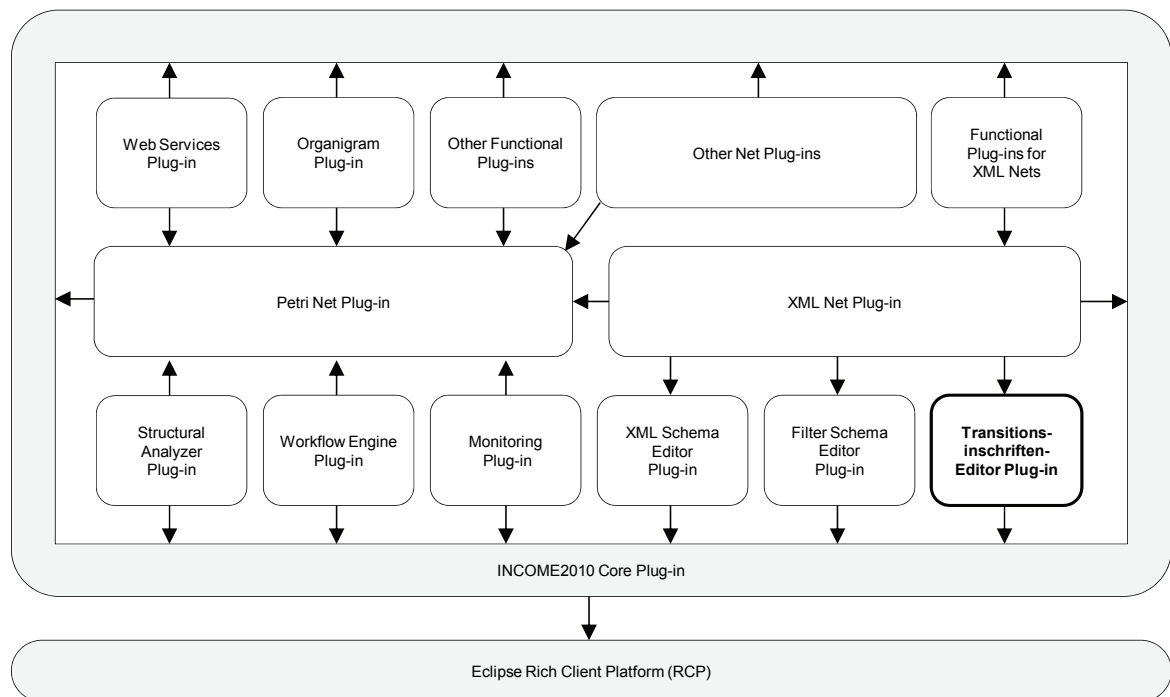 Web Services
Plug-in
Organigram
Plug-in
Other Functional
Plug-ins
Other Net Plug-ins
Functional
Plug-ins for
XML Nets
Petri Net Plug-in
XML Net Plug-in
Structural
Analyzer
Plug-in
Workflow Engine
Plug-in
Monitoring
Plug-in
XML Schema
Editor
Plug-in
Filter Schema
Editor
Plug-in
Transitions-
inschriften-
Editor Plug-in
INCOME2010 Core Plug-in
Eclipse Rich Client Platform (RCP)